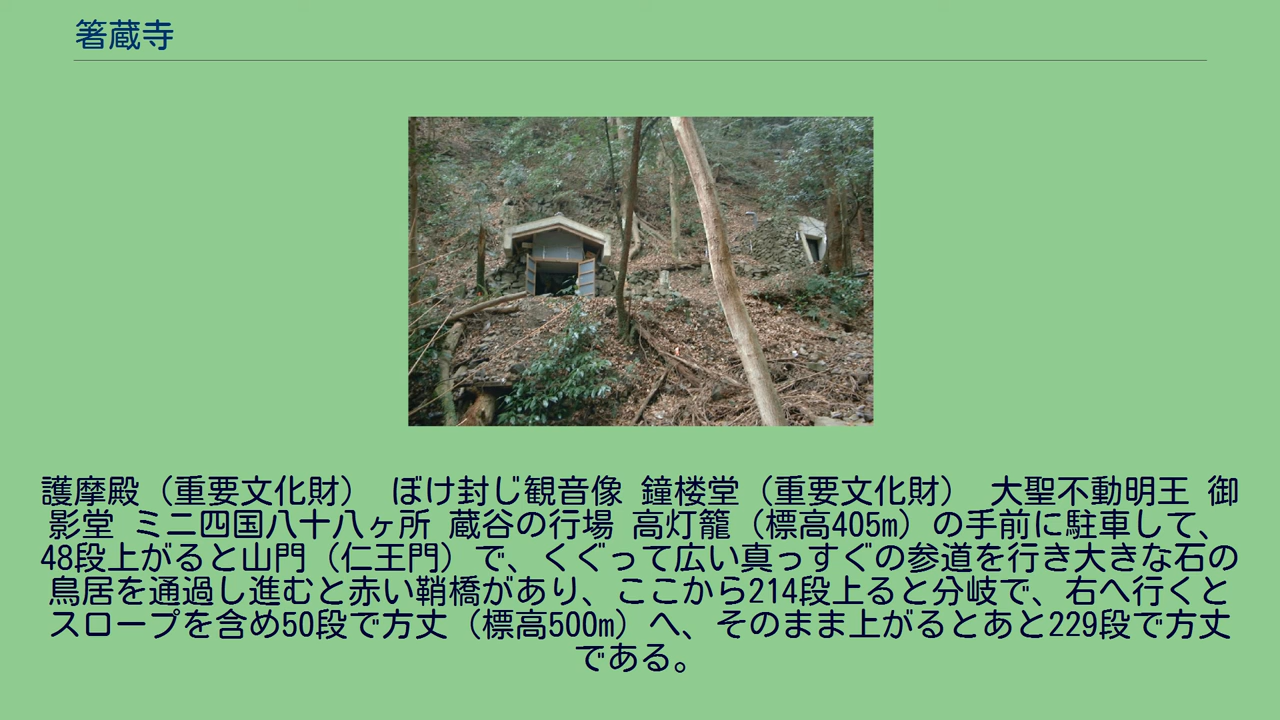 箸蔵寺
護摩殿（重要文化財） ぼけ封じ観音像 鐘楼堂（重要文化財） 大聖不動明王 御
影堂 ミニ四国八十八ヶ所 蔵谷の行場 高灯籠（標高405m）の手前に駐車して、
48段上がると山門（仁王門）で、くぐって広い真っすぐの参道を行き大きな石の
鳥居を通過し進むと赤い鞘橋があり、ここから214段上ると分岐で、右へ行くと
スロープを含め50段で方丈（標高500m）へ、そのまま上がるとあと229段で方丈
である。